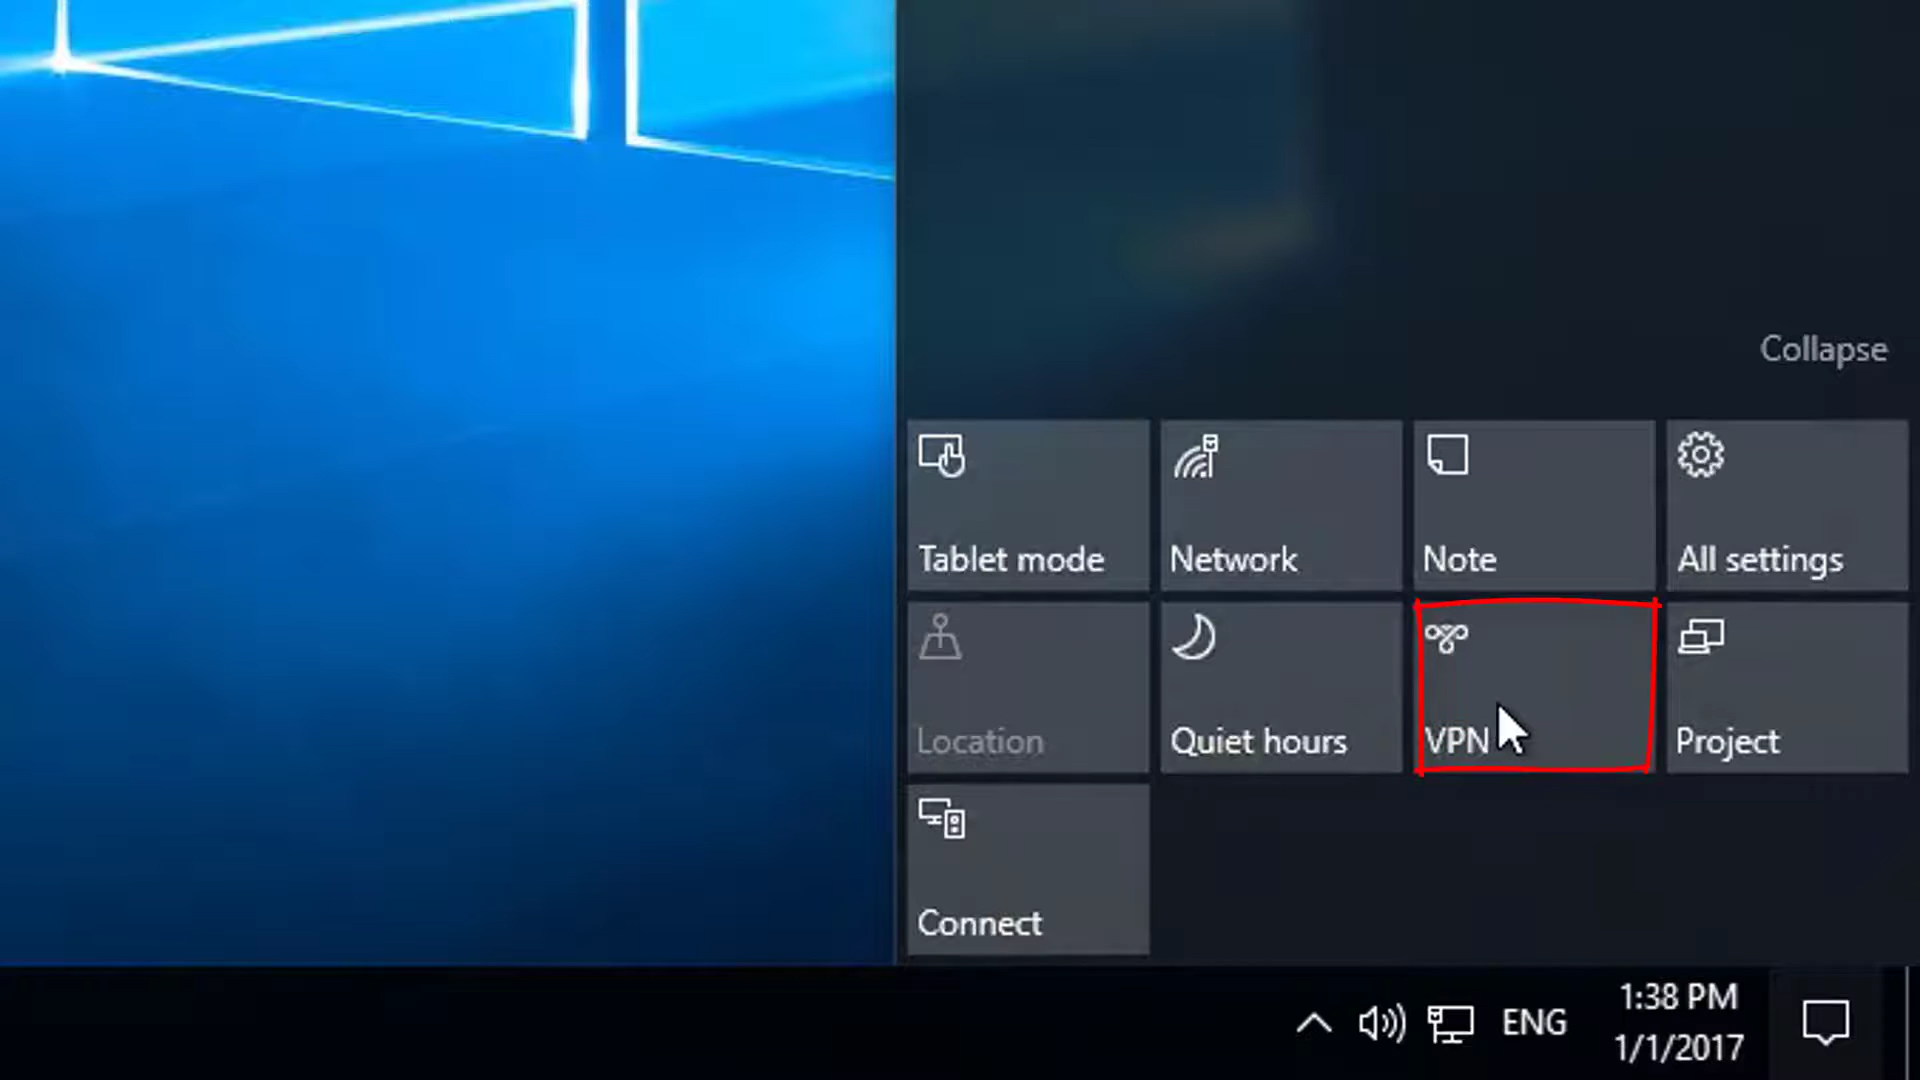 Collapse
Tablet mode
Network
Note
All settings
Location
Quiet hours
VPN
Project
Connect
ENG
1:38 PM
1/1/2017